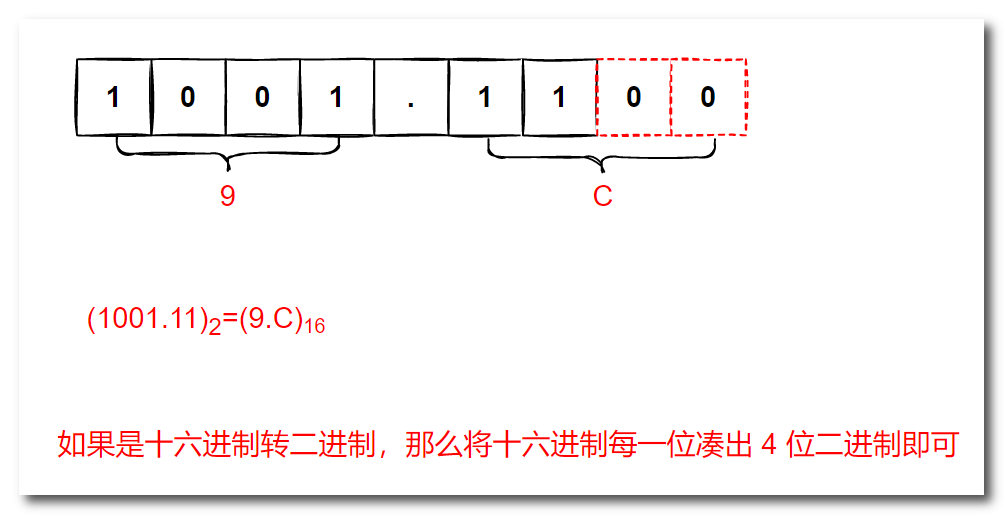 1 0 0 1 . 1 1 0 0
9 C
(1001.11)₂=(9.C)₁₆
如果是十六进制转二进制，那么将十六进制每一位凑出 4 位二进制即可